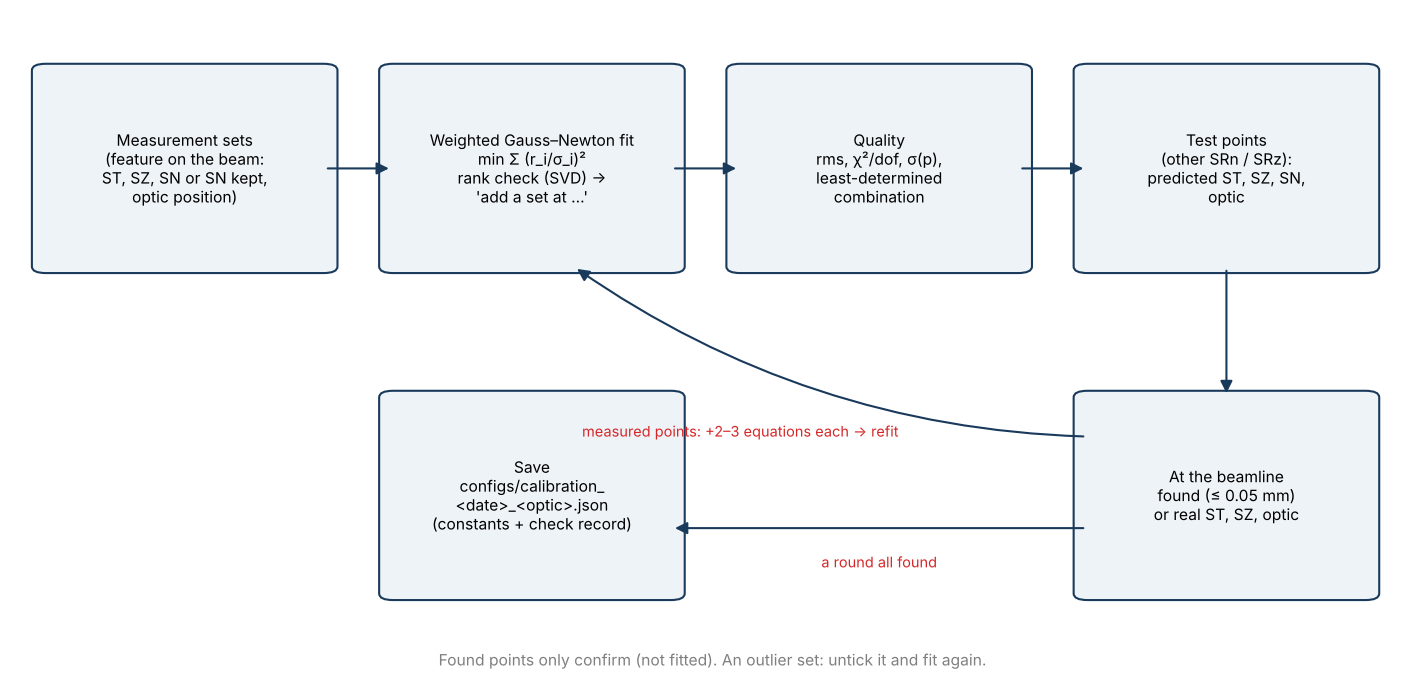 Measurement sets
(feature on the beam:
ST, SZ, SN or SN kept,
optic position)
Weighted Gauss–Newton fit
min Σ (r_i/σ_i)²
rank check (SVD) →
'add a set at ...'
Quality
rms, χ²/dof, σ(p),
least-determined
combination
Test points
(other SRn / SRz):
predicted ST, SZ, SN,
optic
measured points: +2–3 equations each → refit
Save
configs/calibration_
<date>_<optic>.json
(constants + check record)
At the beamline
found (≤ 0.05 mm)
or real ST, SZ, optic
a round all found
Found points only confirm (not fitted). An outlier set: untick it and fit again.